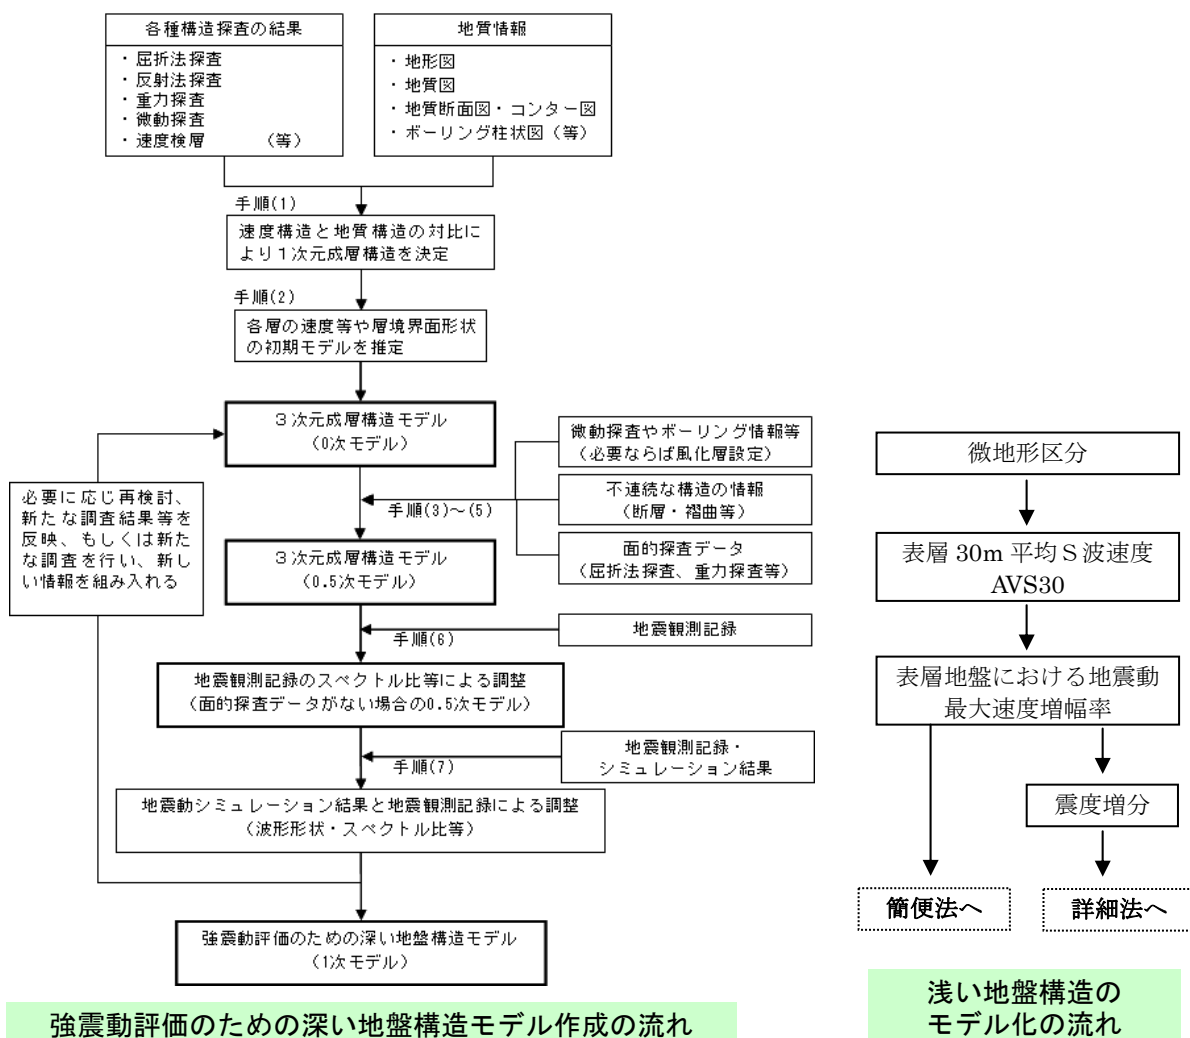 各種構造探査の結果
・屈折法探査
・反射法探査
・重力探査
・微動探査
・速度検層 (等)
地質情報
・地形図
・地質図
・地質断面図・コンター図
・ボーリング柱状図(等)
手順(1)
速度構造と地質構造の対比に
より1次元成層構造を決定
手順(2)
各層の速度等や層境界面形状
の初期モデルを推定
3次元成層構造モデル
(0次モデル)
微動探査やボーリング情報等
(必要ならば風化層設定)
不連続な構造の情報
(断層・褶曲等)
面的探査データ
(屈折法探査、重力探査等)
手順(3)~(5)
必要に応じ再検討、
新たな調査結果等を
反映、もしくは新た
な調査を行い、新し
い情報を組み入れる
3次元成層構造モデル
(0.5次モデル)
手順(6)
地震観測記録
地震観測記録のスペクトル比等による調整
(面的探査データがない場合の0.5次モデル)
手順(7)
地震観測記録・
シミュレーション結果
地震動シミュレーション結果と地震観測記録による調整
(波形形状・スペクトル比等)
強震動評価のための深い地盤構造モデル
(1次モデル)
強震動評価のための深い地盤構造モデル作成の流れ
微地形区分
表層 30m 平均S波速度
AVS30
表層地盤における地震動
最大速度増幅率
震度増分
簡便法へ
詳細法へ
浅い地盤構造の
モデル化の流れ